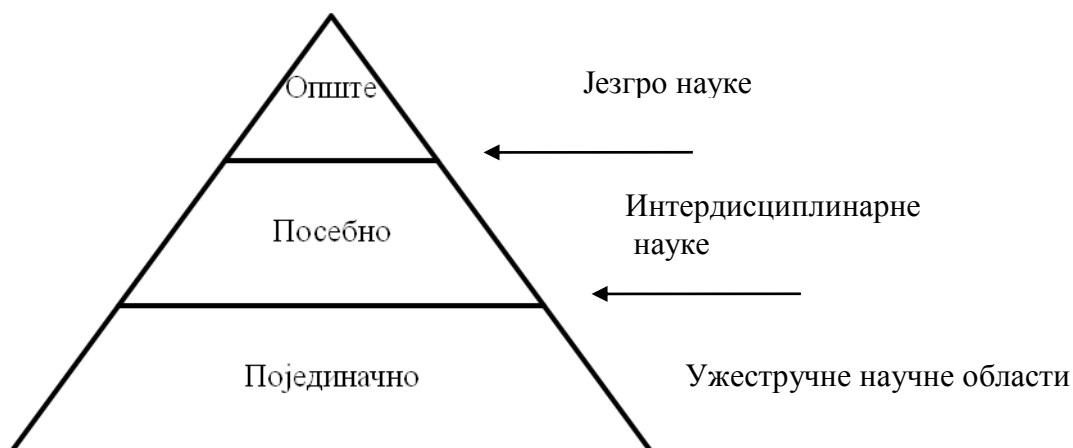 Опште
Језгро науке
Посебно
Интердисциплинарне
науке
Појединачно
Ужестручне научне области